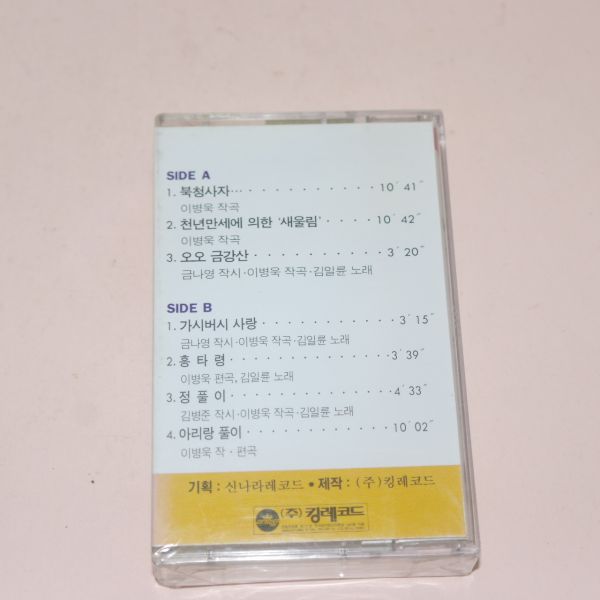 SIDE A
1. 북청사자 ··· · · · · · · · · · · 10´ 41˝
이병욱 작곡
2. 천년만세에 의한 '새울림' · · · · 10´ 42˝
이병욱 작곡
3. 오오 금강산 · · · · · · · · · · 3´ 20˝
금나영 작시·이병욱 작곡·김일륜 노래
SIDE B
1. 가시버시 사랑 · · · · · · · · · · 3´ 15˝
금나영 작시·이병욱 작곡·김일륜 노래
2. 흥 타 령 · · · · · · · · · · · · 3´ 39˝
이병욱 편곡, 김일륜 노래
3. 정 풀 이 · · · · · · · · · · · · 4´ 33˝
김병준 작시·이병욱 작곡·김일륜 노래
4. 아리랑 풀이 · · · · · · · · · · · 10´ 02˝
이병욱 작·편곡
기획 : 신나라레코드 • 제작 : (주)킹레코드
(주) 킹레코드